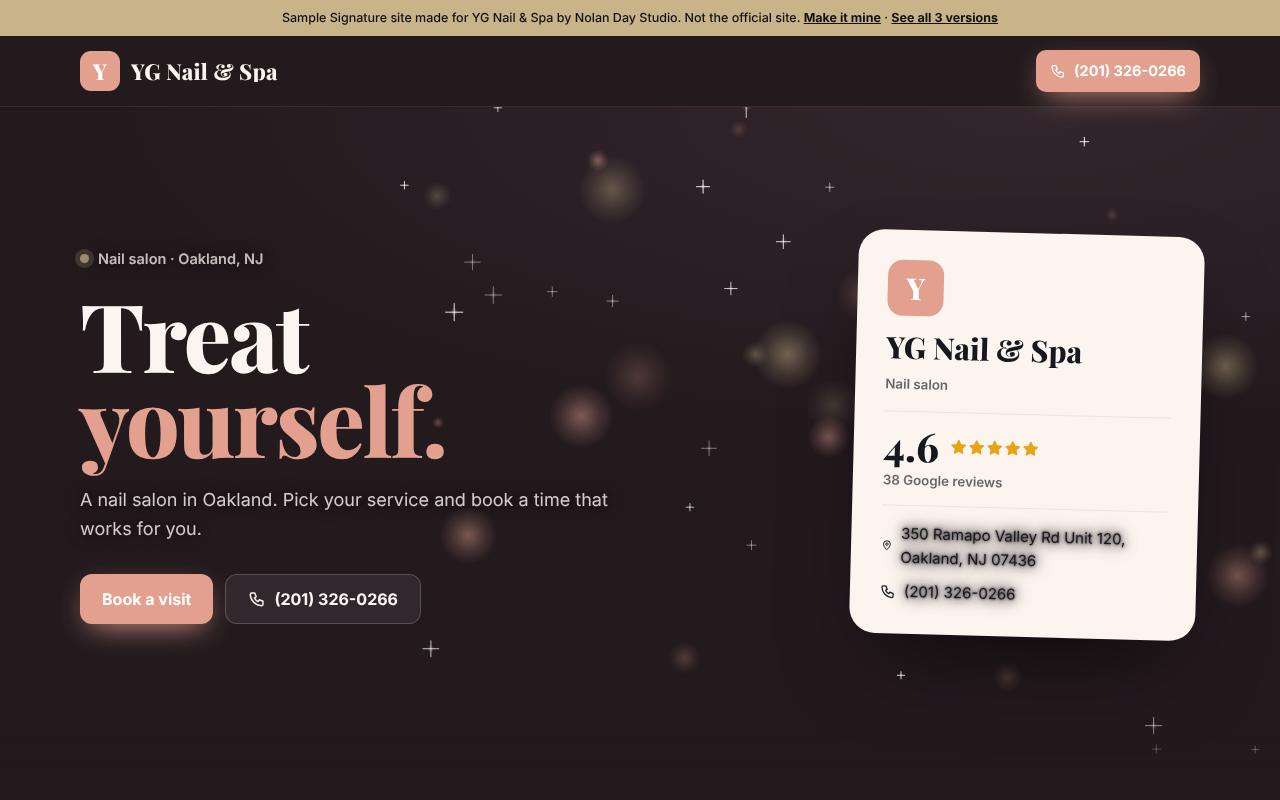 Sample Signature site made for YG Nail & Spa by Nolan Day Studio. Not the official site. Make it mine · See all 3 versions
Y YG Nail & Spa
(201) 326-0266
Nail salon · Oakland, NJ
Treat
yourself.
A nail salon in Oakland. Pick your service and book a time that
works for you.
Book a visit
(201) 326-0266
Y
YG Nail & Spa
Nail salon
4.6
38 Google reviews
350 Ramapo Valley Rd Unit 120,
Oakland, NJ 07436
(201) 326-0266